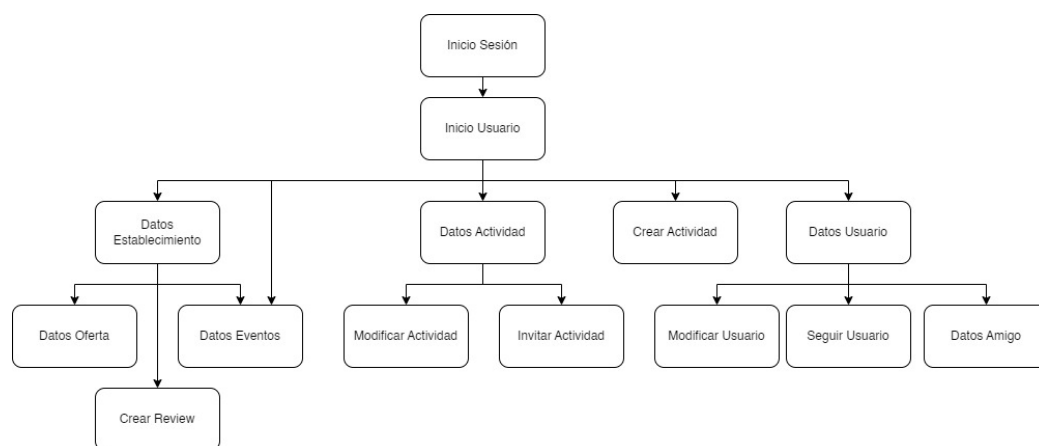 Inicio Sesión
Inicio Usuario
Datos
Establecimiento
Datos Actividad
Crear Actividad
Datos Usuario
Datos Oferta
Datos Eventos
Modificar Actividad
Invitar Actividad
Modificar Usuario
Seguir Usuario
Datos Amigo
Crear Review